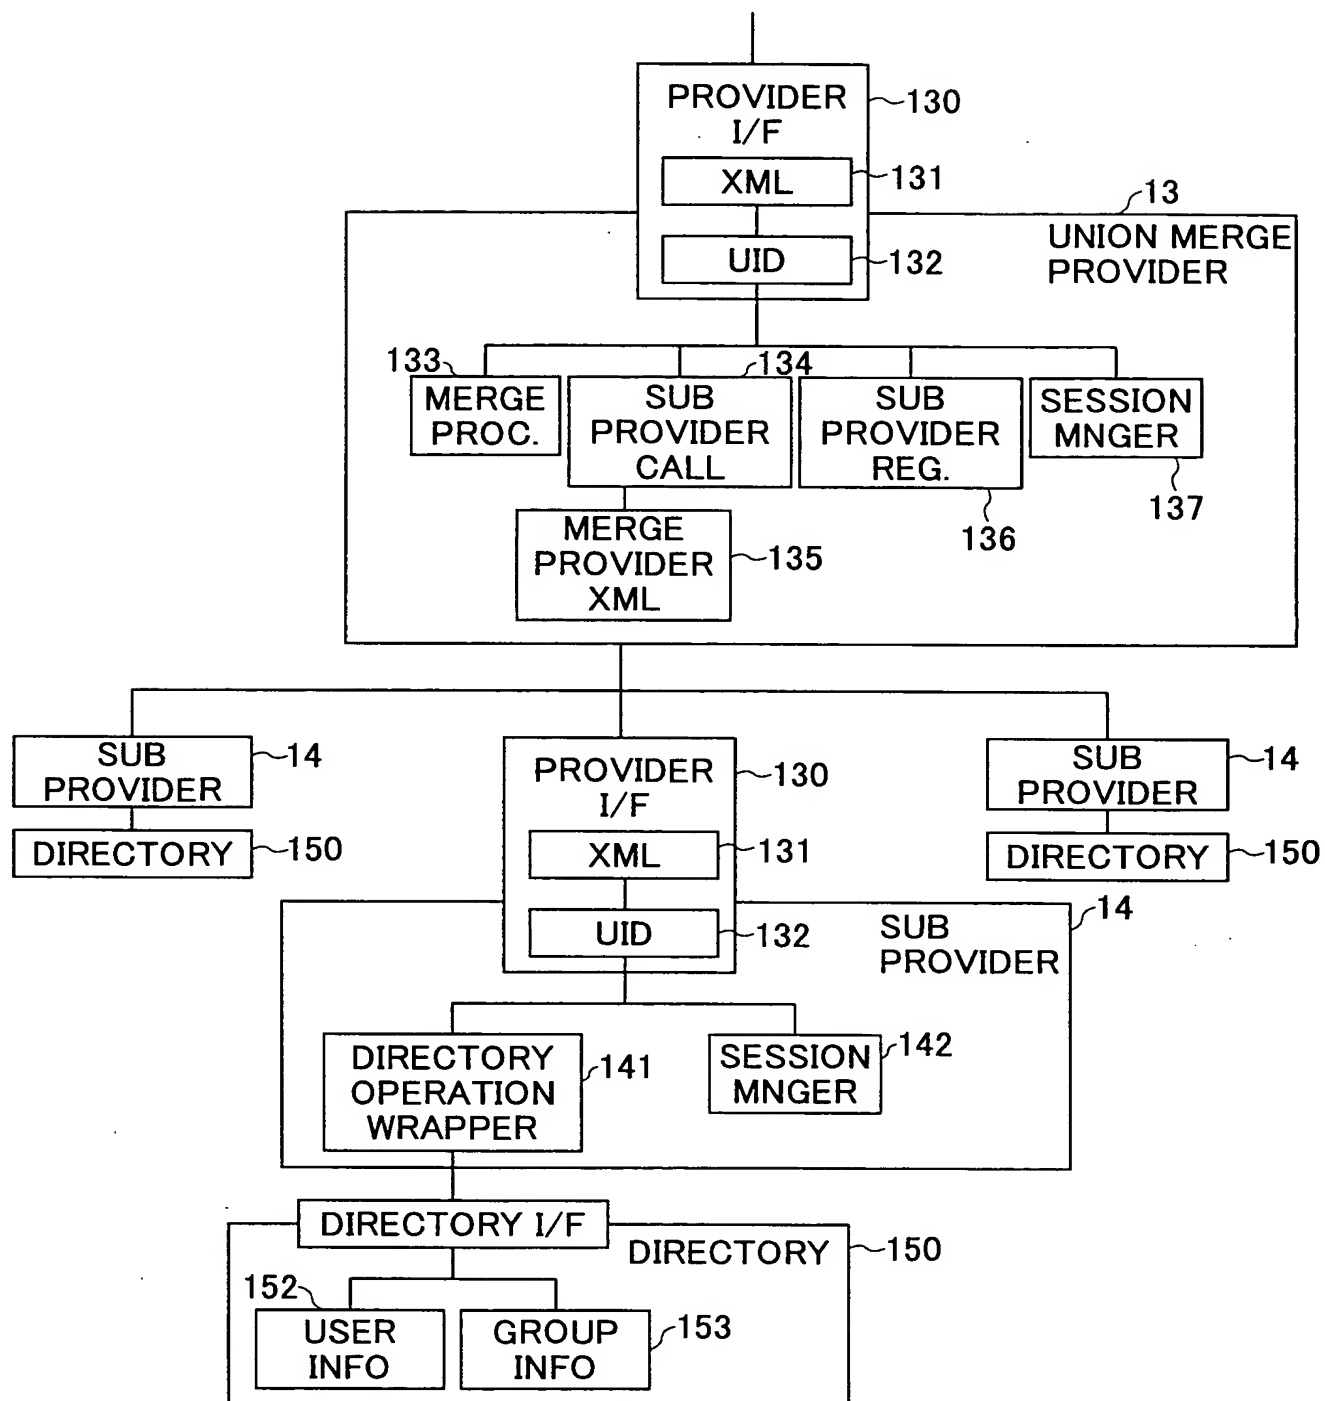 PROVIDER
I/F
130
XML
131
UID
132
13
UNION MERGE
PROVIDER
133
MERGE
PROC.
134
SUB
PROVIDER
CALL
SUB
PROVIDER
REG.
136
SESSION
MNGER
137
MERGE
PROVIDER
XML
135
SUB
PROVIDER
14
DIRECTORY
150
PROVIDER
I/F
130
XML
131
UID
132
SUB
PROVIDER
14
DIRECTORY
150
14
SUB
PROVIDER
DIRECTORY
OPERATION
WRAPPER
141
SESSION
MNGER
142
DIRECTORY I/F
DIRECTORY
150
152
USER
INFO
GROUP
INFO
153